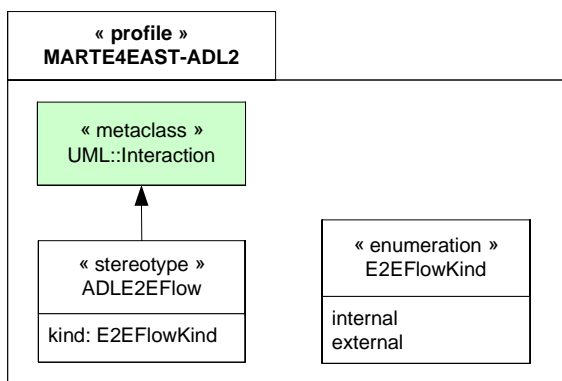 « profile »
MARTE4EAST-ADL2
« metaclass »
UML::Interaction
« stereotype »
ADLE2EFlow
kind: E2EFlowKind
« enumeration »
E2EFlowKind
internal
external